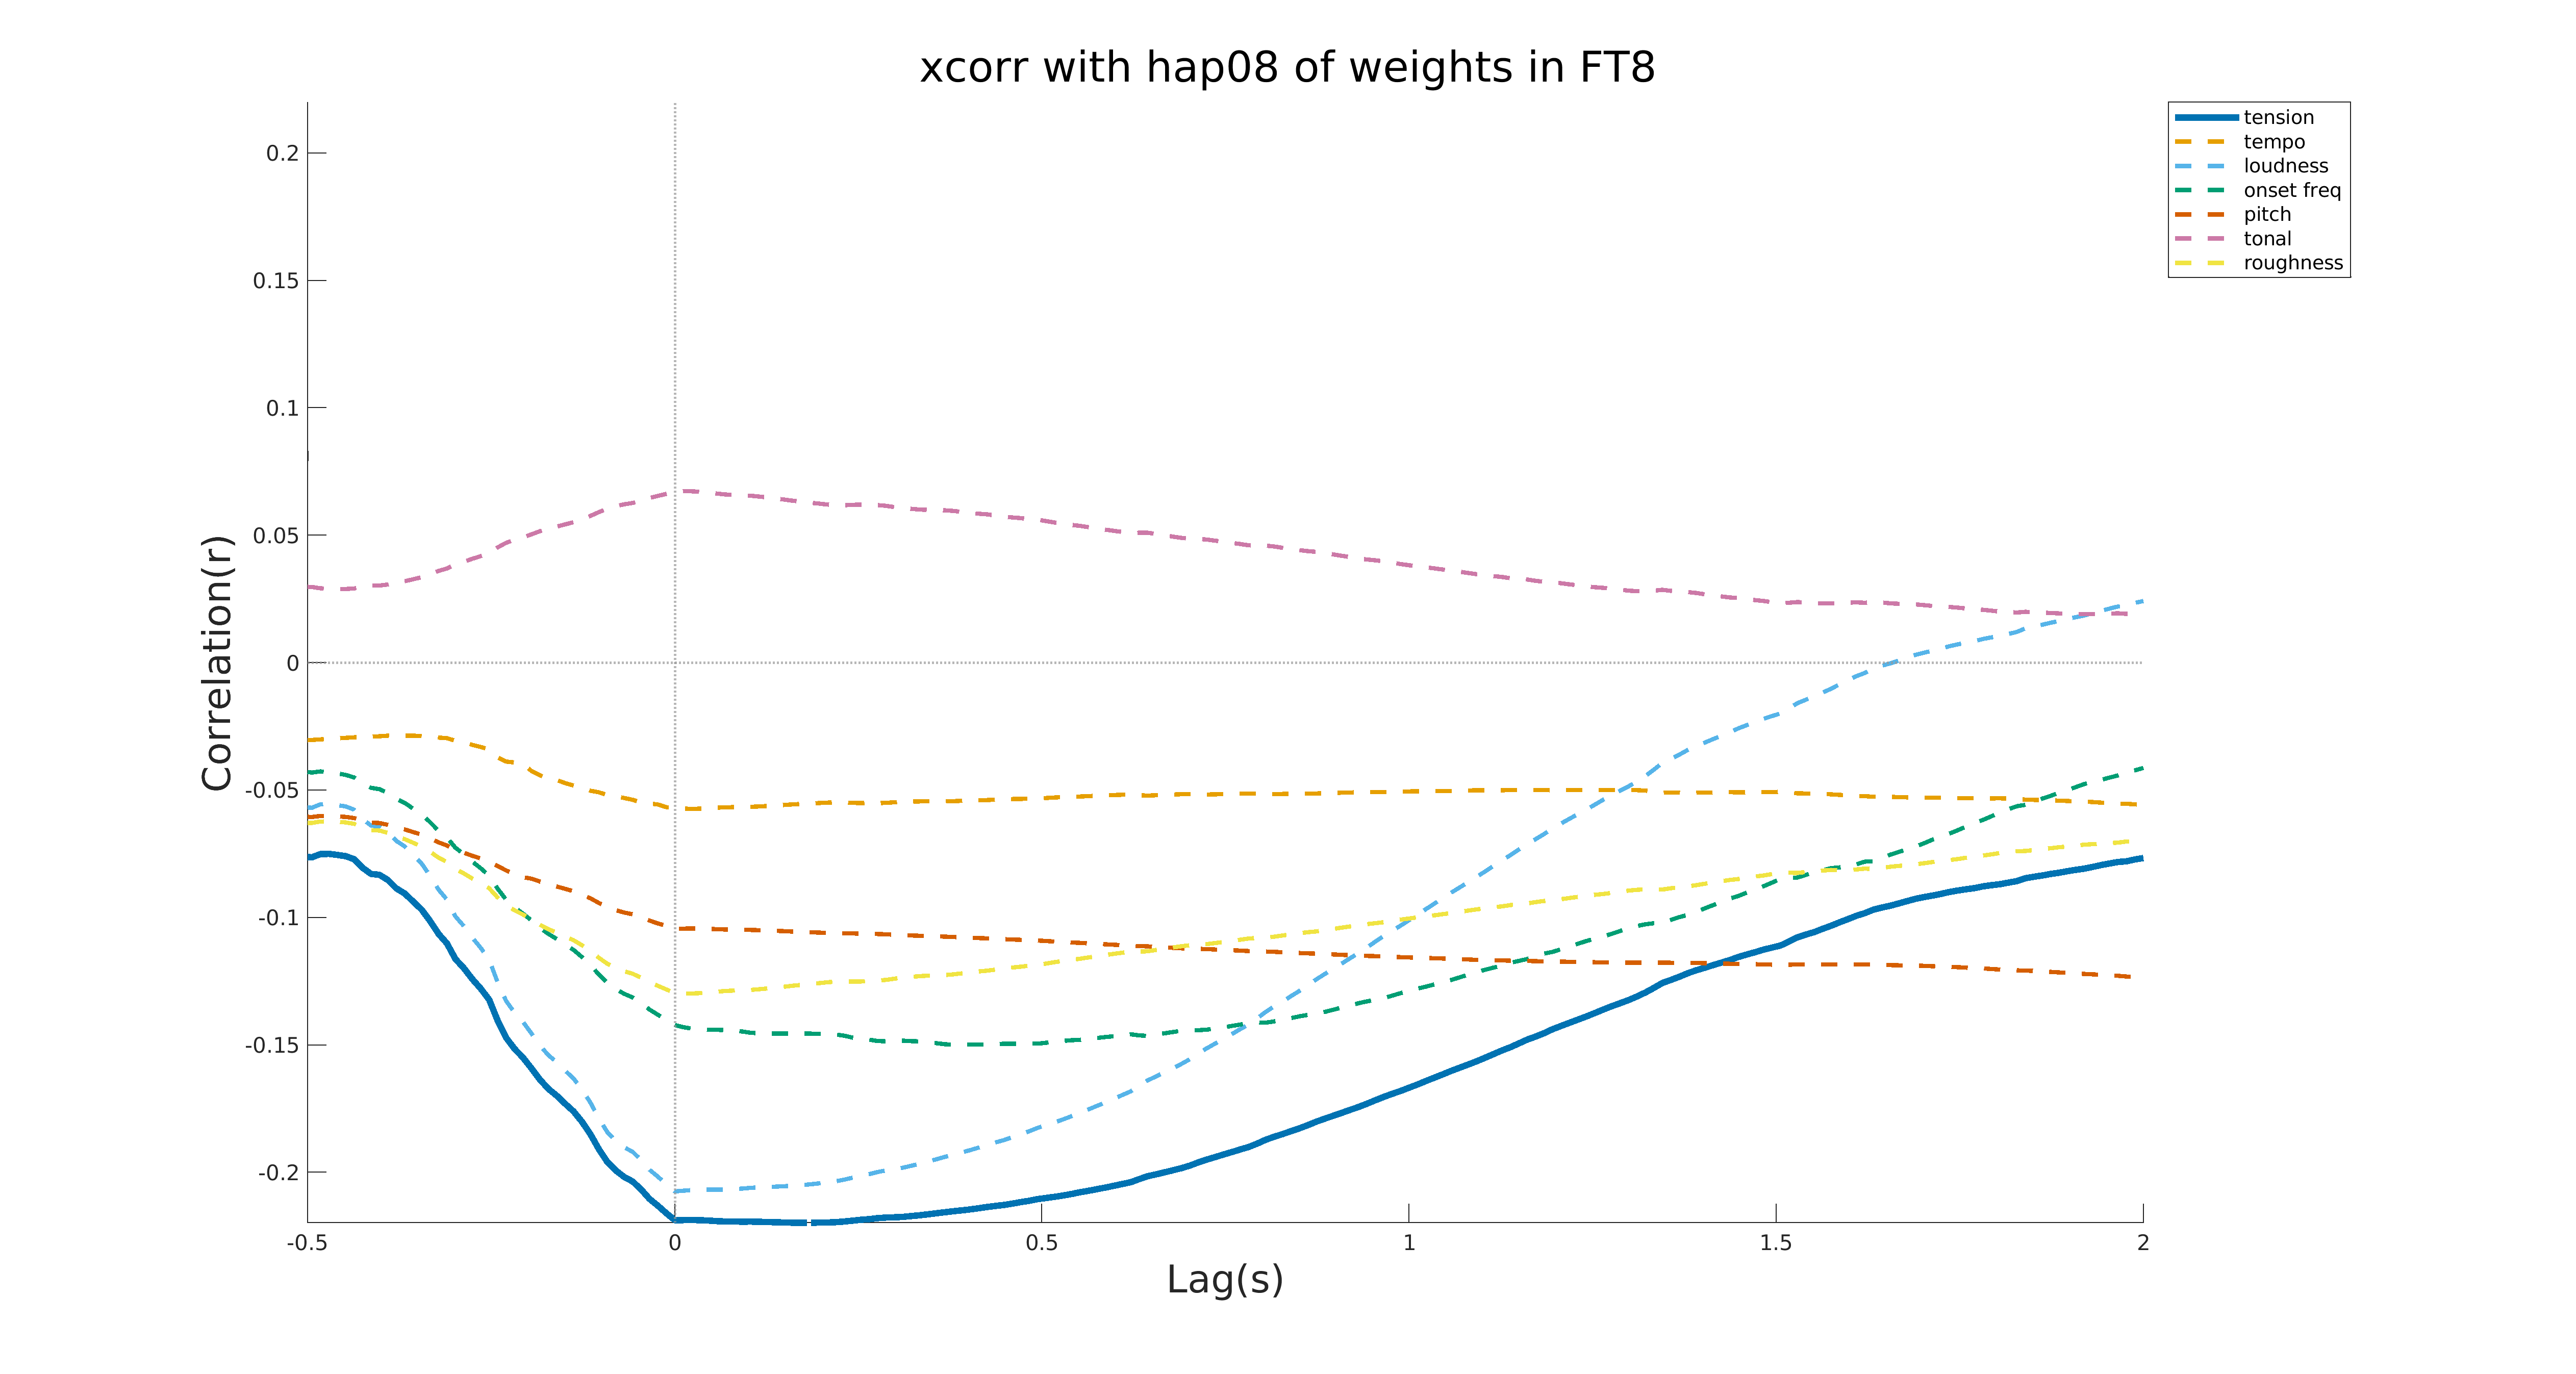 xcorr with hap08 of weights in FT8
tension
tempo
loudness
onset freq
pitch
tonal
roughness
Correlation(r)
0.2
0.15
0.1
0.05
0
-0.05
-0.1
-0.15
-0.2
-0.5
0
0.5
1
1.5
2
Lag(s)